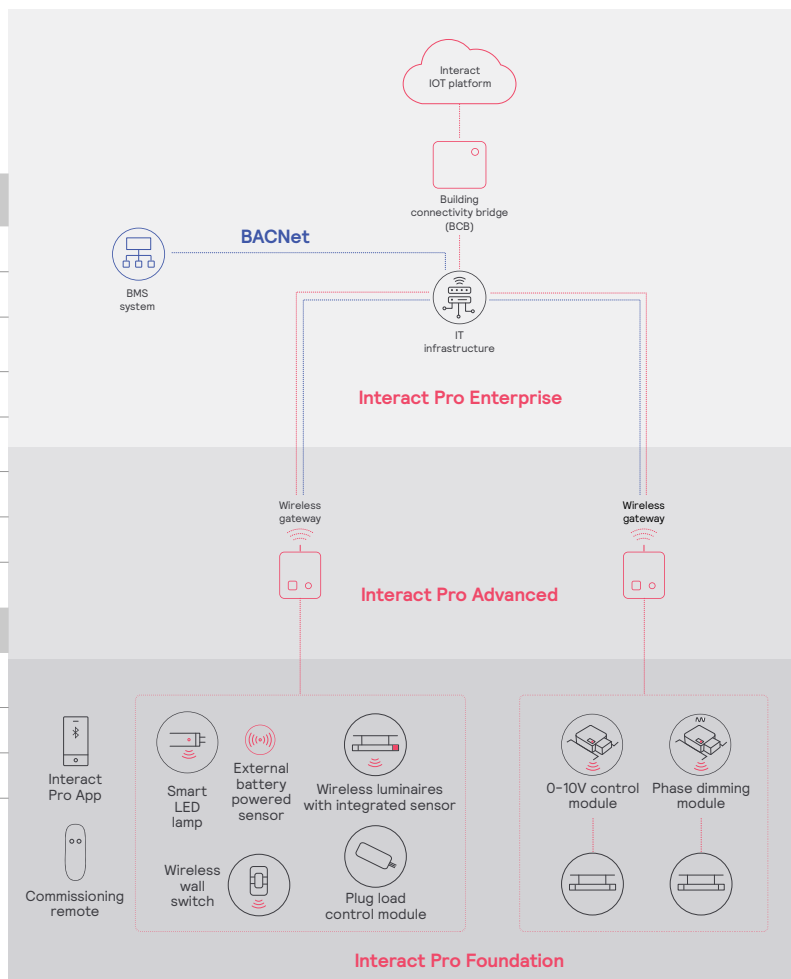 Interact
IOT platform
Building
connectivity bridge
(BCB)
BACNet
BMS
system
IT
infrastructure
Interact Pro Enterprise
Wireless
gateway
Wireless
gateway
Interact Pro Advanced
Interact
Pro App
Smart
LED
lamp
External
battery
powered
sensor
Wireless luminaires
with integrated sensor
0-10V control
module
Phase dimming
module
Commissioning
remote
Wireless
wall
switch
Plug load
control module
Interact Pro Foundation